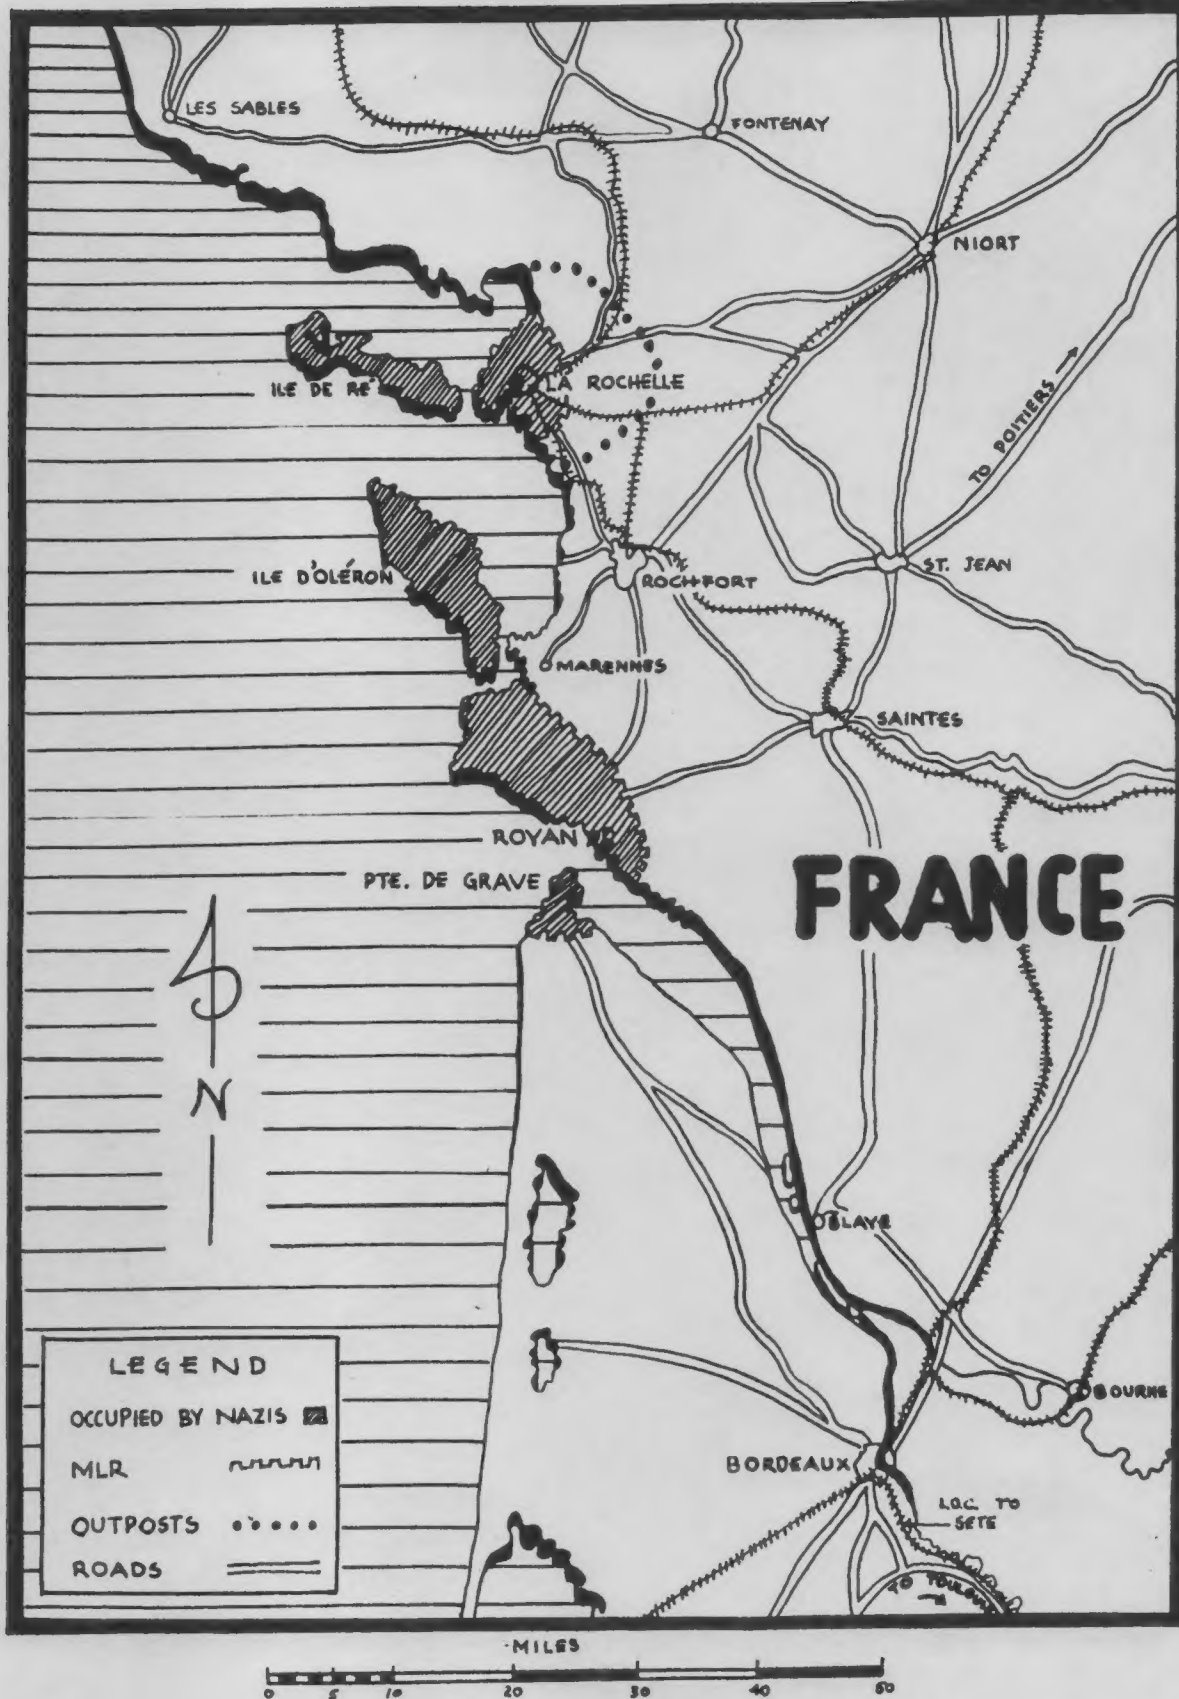 LES SABLES
FONTENAY
NIORT
ILE DE RÉ
LA ROCHELLE
TO POITIERS →
ILE D'OLÉRON
ROCHFORT
ST. JEAN
MARENNES
SAINTES
ROYAN
PTE. DE GRAVE
FRANCE
N
BLAYE
BOURNE
BORDEAUX
L.O.C. TO
SETE
LEGEND
OCCUPIED BY NAZIS
MLR
OUTPOSTS
ROADS
MILES
0 5 10 20 30 40 50